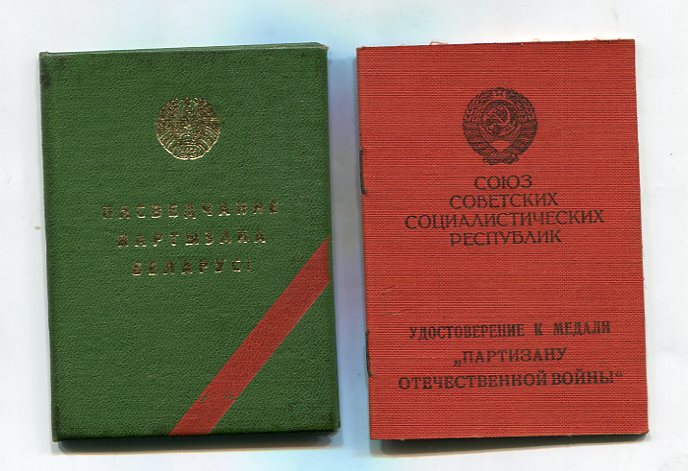 ПАСВЕДЧАННЕ
ПАРТЫЗАНА
БЕЛАРУСІ
СОЮЗ
СОВЕТСКИХ
СОЦИАЛИСТИЧЕСКИХ
РЕСПУБЛИК
УДОСТОВЕРЕНИЕ К МЕДАЛИ
„ПАРТИЗАНУ
ОТЕЧЕСТВЕННОЙ ВОЙНЫ“